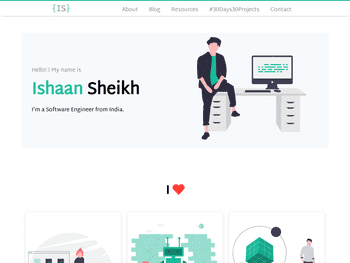 {IS}
About Blog Resources #30Days30Projects Contact
Hello! I My name is
Ishaan Sheikh
I'm a Software Engineer from India.
I